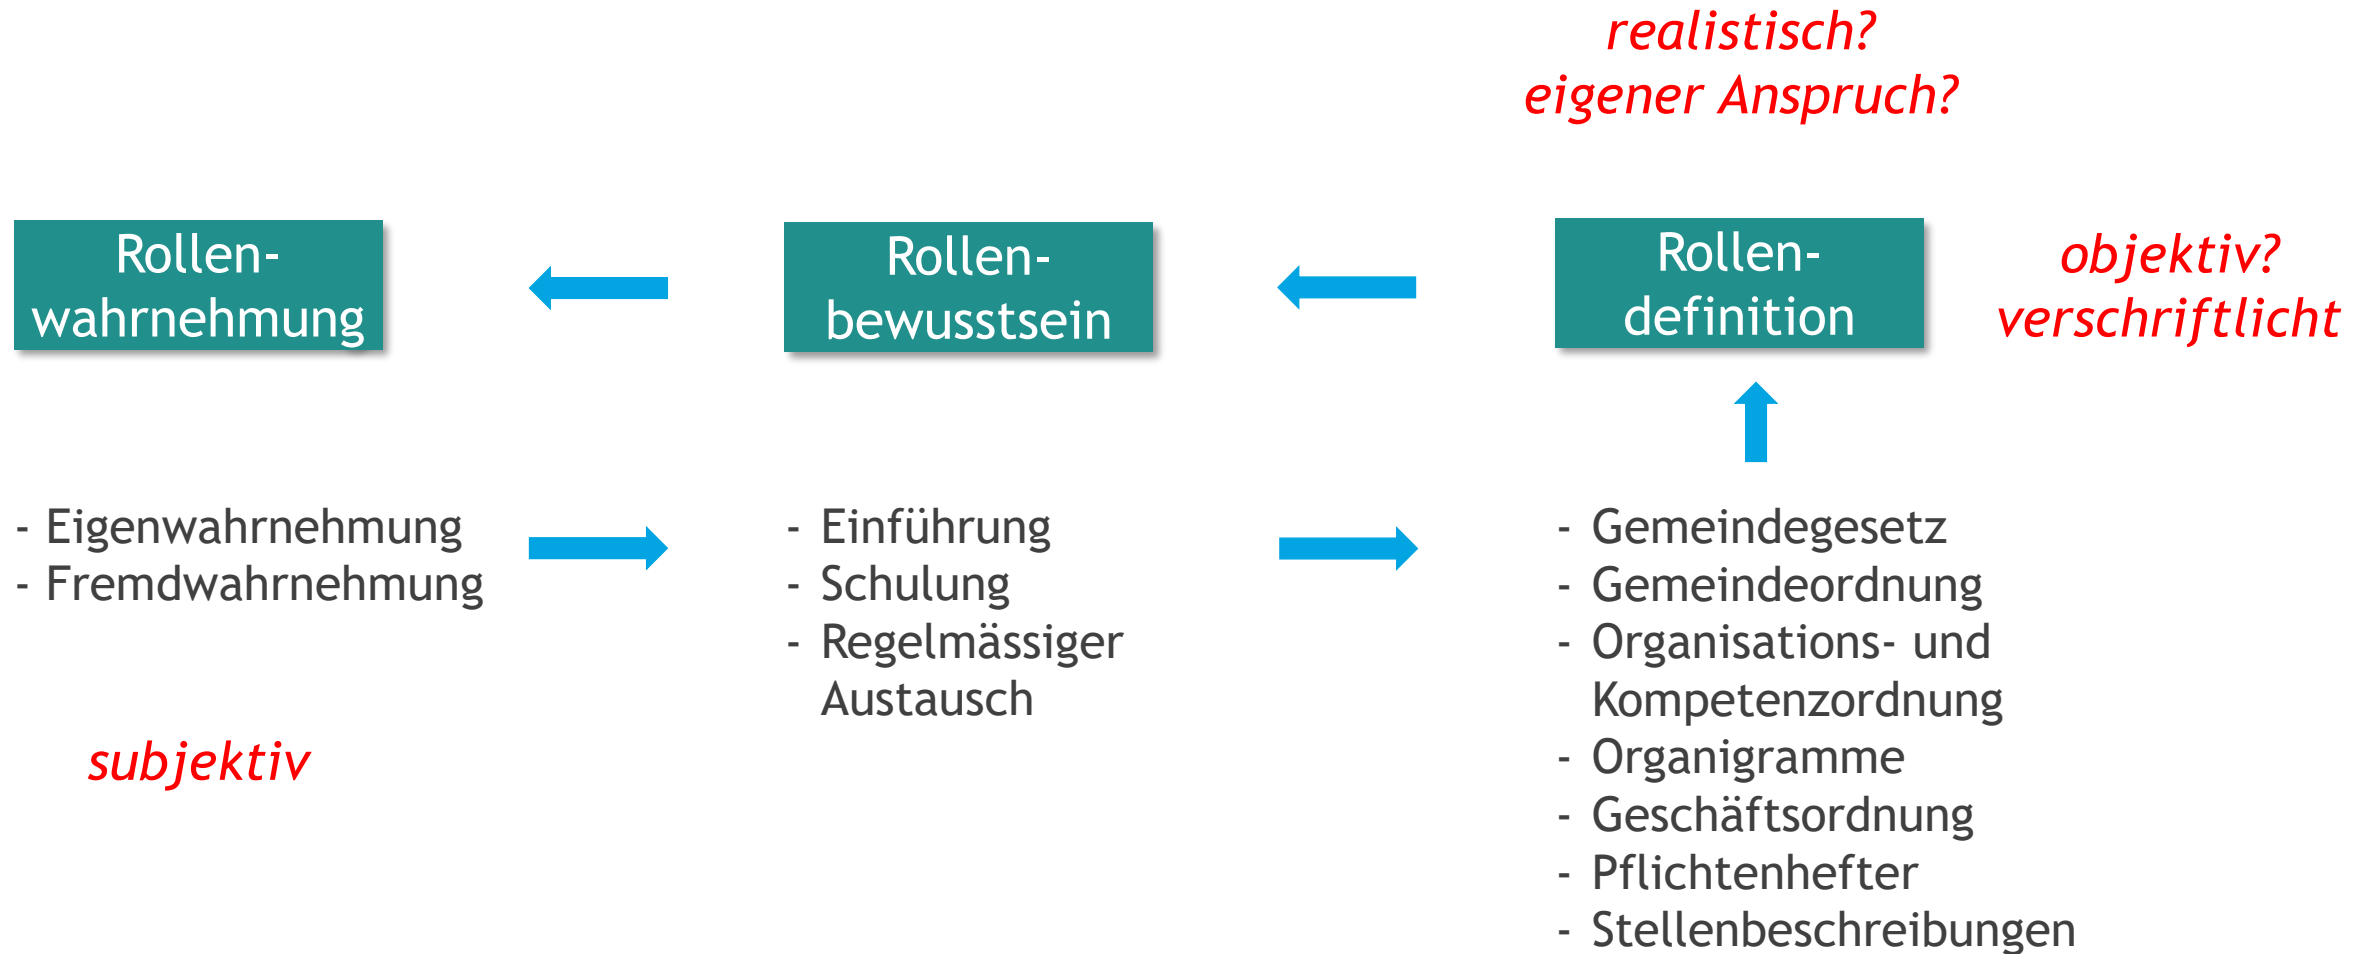 realistisch?
eigener Anspruch?
Rollen-
wahrnehmung
Rollen-
bewusstsein
Rollen-
definition
objektiv?
verschriftlicht
- Eigenwahrnehmung
- Fremdwahrnehmung
subjektiv
- Einführung
- Schulung
- Regelmässiger
Austausch
- Gemeindegesetz
- Gemeindeordnung
- Organisations- und
Kompetenzordnung
- Organigramme
- Geschäftsordnung
- Pflichtenhefter
- Stellenbeschreibungen